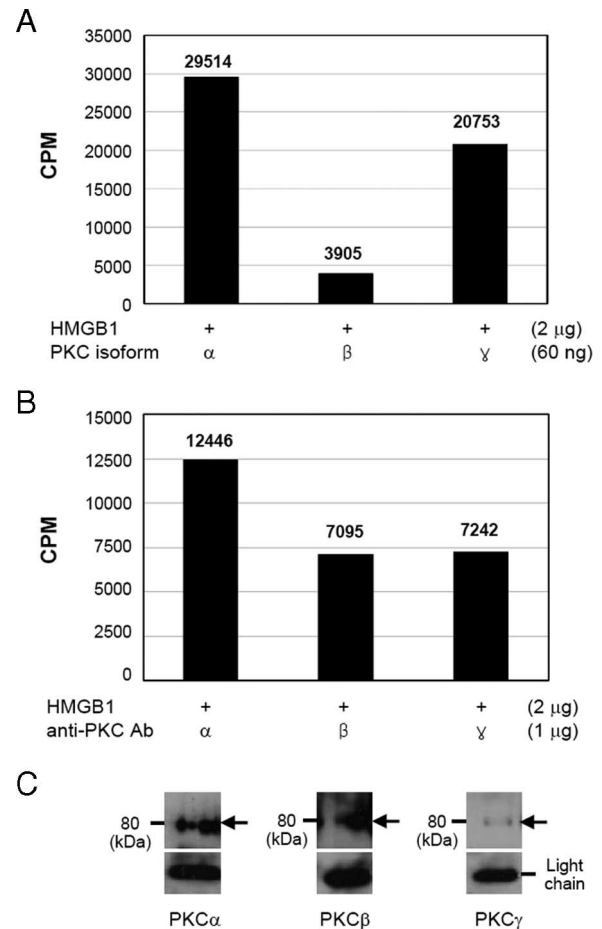 A
35000
30000
25000
20000
15000
10000
5000
0
CPM
29514
3905
20753
HMGB1 + + + (2 μg)
PKC isoform α β ɣ (60 ng)
B
15000
12500
10000
7500
5000
2500
0
CPM
12446
7095
7242
HMGB1 + + + (2 μg)
anti-PKC Ab α β ɣ (1 μg)
C
80
(kDa)
80
(kDa)
80
(kDa)
Light
chain
PKCα PKCβ PKCγ